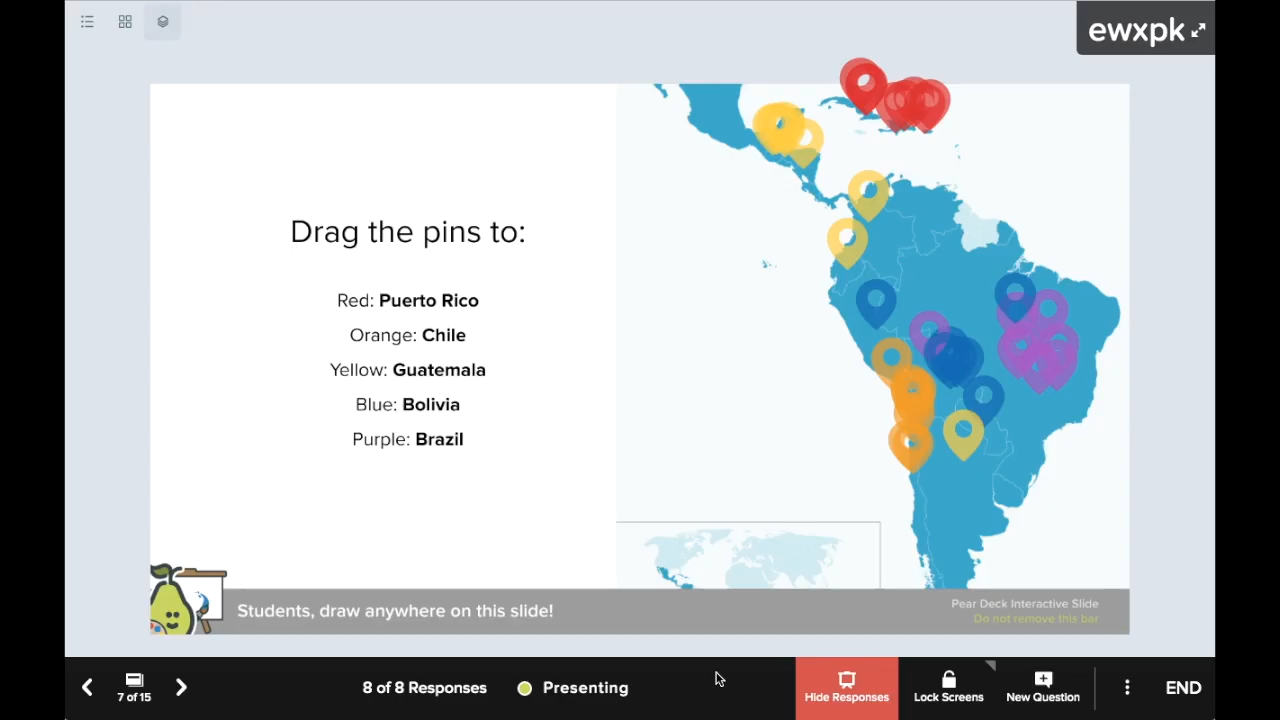 ewxpk
Drag the pins to:
Red: Puerto Rico
Orange: Chile
Yellow: Guatemala
Blue: Bolivia
Purple: Brazil
Students, draw anywhere on this slide!
Pear Deck Interactive Slide
Do not remove this bar
7 of 15
8 of 8 Responses
Presenting
Hide Responses
Lock Screens
New Question
END